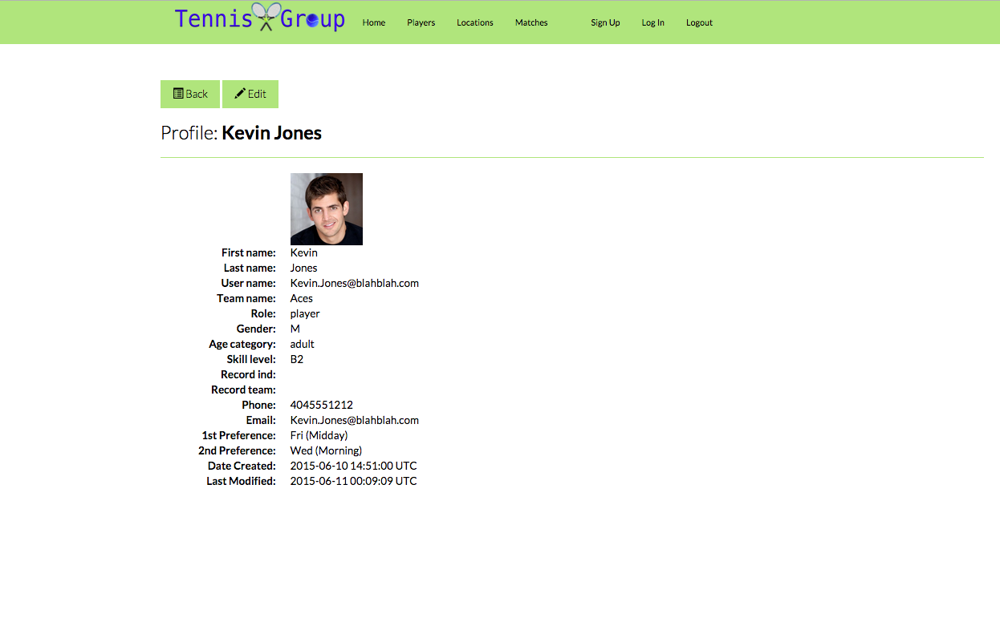 Tennis Group Home Players Locations Matches Sign Up Log In Logout
Back Edit
Profile: Kevin Jones
First name: Kevin
Last name: Jones
User name: Kevin.Jones@blahblah.com
Team name: Aces
Role: player
Gender: M
Age category: adult
Skill level: B2
Record ind:
Record team:
Phone: 4045551212
Email: Kevin.Jones@blahblah.com
1st Preference: Fri (Midday)
2nd Preference: Wed (Morning)
Date Created: 2015-06-10 14:51:00 UTC
Last Modified: 2015-06-11 00:09:09 UTC